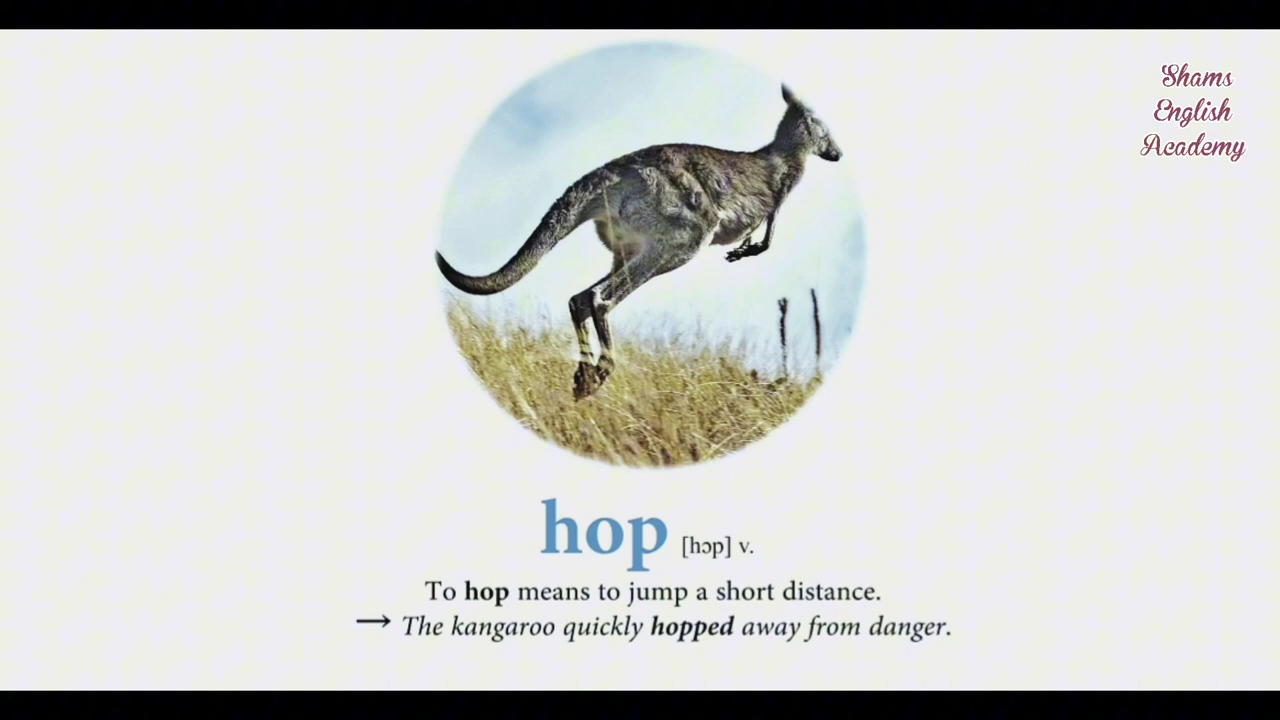 Shams
English
Academy
hop [hɔp] v.
To hop means to jump a short distance.
→ The kangaroo quickly hopped away from danger.